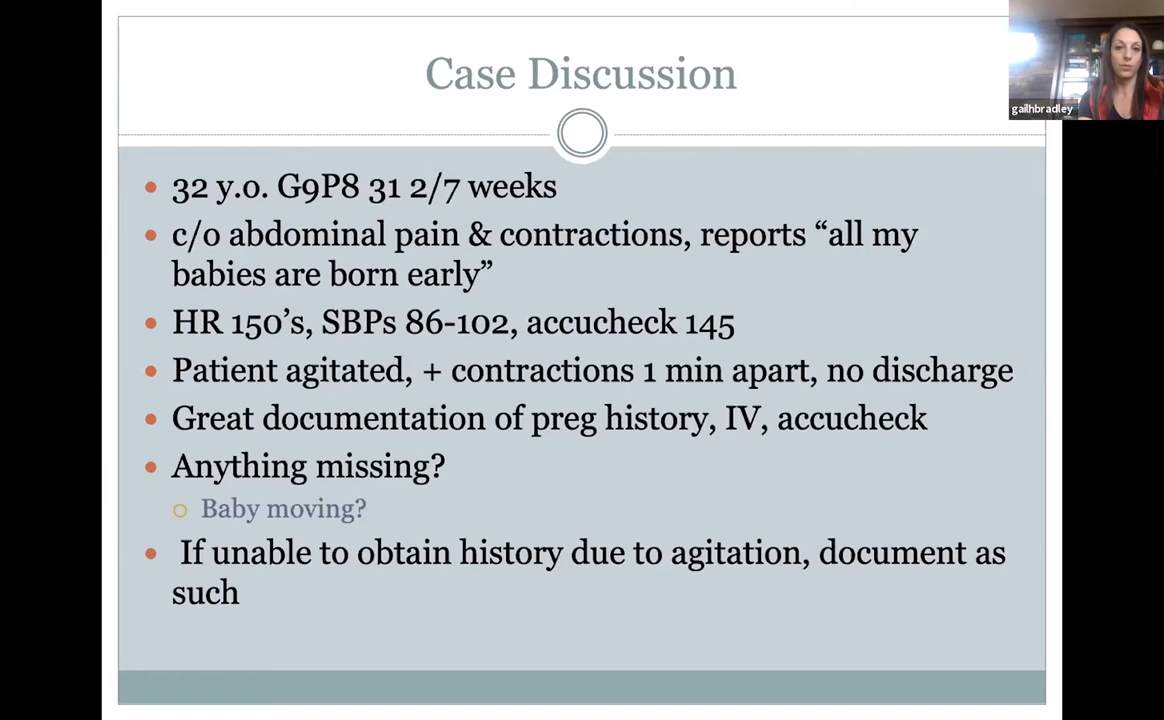 Case Discussion
gailhbradley
32 y.o. G9P8 31 2/7 weeks
c/o abdominal pain & contractions, reports “all my
babies are born early”
HR 150’s, SBPs 86-102, accucheck 145
Patient agitated, + contractions 1 min apart, no discharge
Great documentation of preg history, IV, accucheck
Anything missing?
Baby moving?
If unable to obtain history due to agitation, document as
such